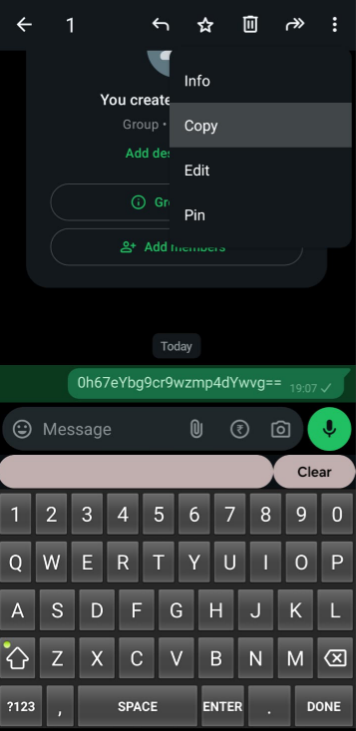 1
Info
You create
Copy
Group •
Add des
Edit
Gr
Pin
Add members
Today
0h67eYbg9cr9wzmp4dYwvg== 19:07
Message
Clear
1 2 3 4 5 6 7 8 9 0
Q W E R T Y U I O P
A S D F G H J K L
Z X C V B N M
?123 , SPACE ENTER . DONE